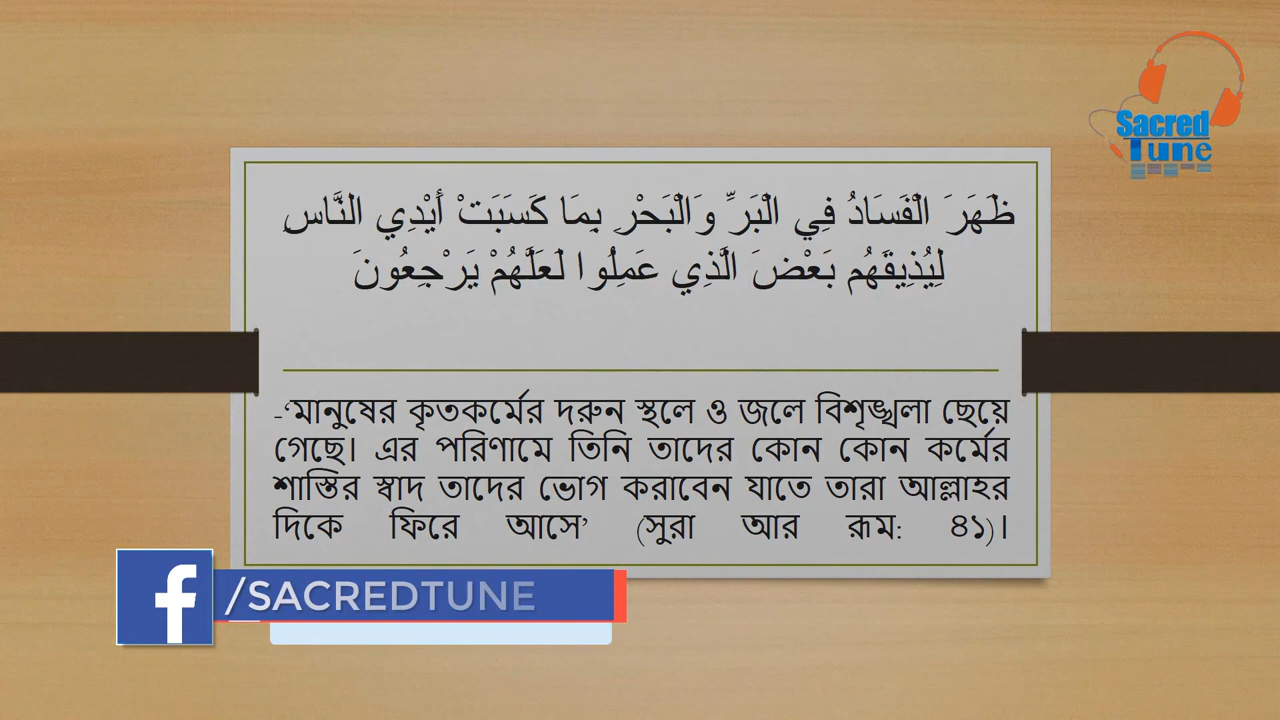 Sacred
Tune
ظَهَرَ الْفَسَادُ فِي الْبَرِّ وَالْبَحْرِ بِمَا كَسَبَتْ أَيْدِي النَّاسِ
لِيُذِيقَهُم بَعْضَ الَّذِي عَمِلُوا لَعَلَّهُمْ يَرْجِعُونَ
-‘মানুষের কৃতকর্মের দরুন স্থলে ও জলে বিশৃঙ্খলা ছেয়ে
গেছে। এর পরিণামে তিনি তাদের কোন কোন কর্মের
শাস্তির স্বাদ তাদের ভোগ করাবেন যাতে তারা আল্লাহর
দিকে ফিরে আসে’ (সুরা আর রূম: ৪১)।
f /SACREDTUNE